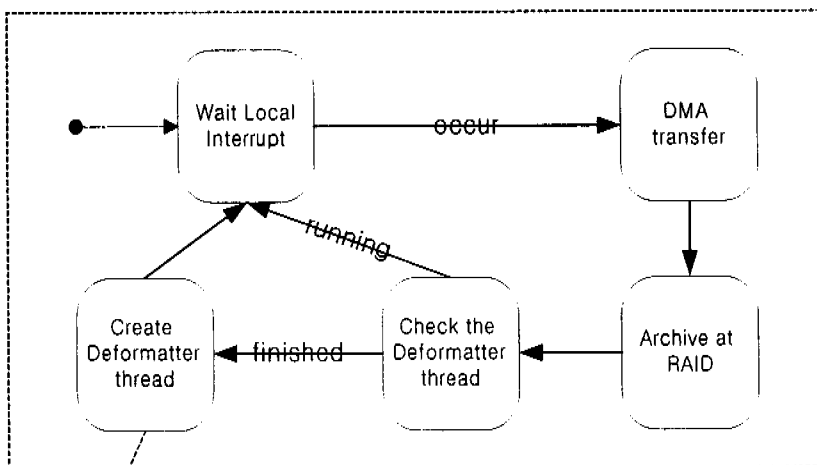 Wait Local
Interrupt
occur
DMA
transfer
running
Create
Deformatter
thread
finished
Check the
Deformatter
thread
Archive at
RAID